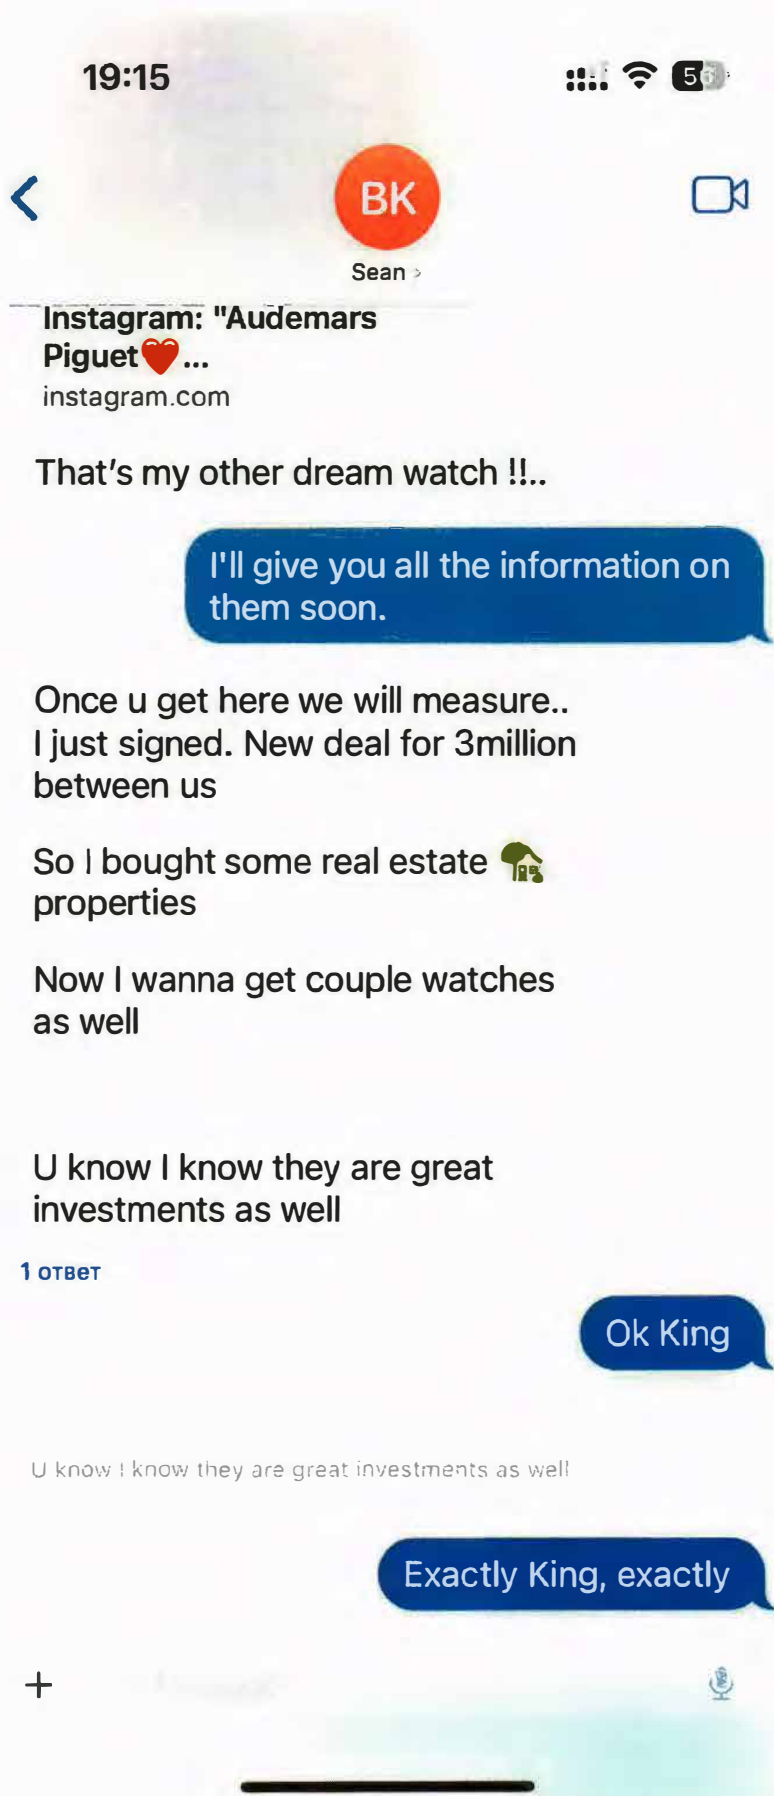 19:15
BK
Sean >
Instagram: "Audemars
Piguet❤️...
instagram.com
That's my other dream watch !!..
I'll give you all the information on
them soon.
Once u get here we will measure..
I just signed. New deal for 3million
between us
So I bought some real estate 🏡
properties
Now I wanna get couple watches
as well
U know I know they are great
investments as well
1 ответ
Ok King
U know I know they are great investments as well
Exactly King, exactly